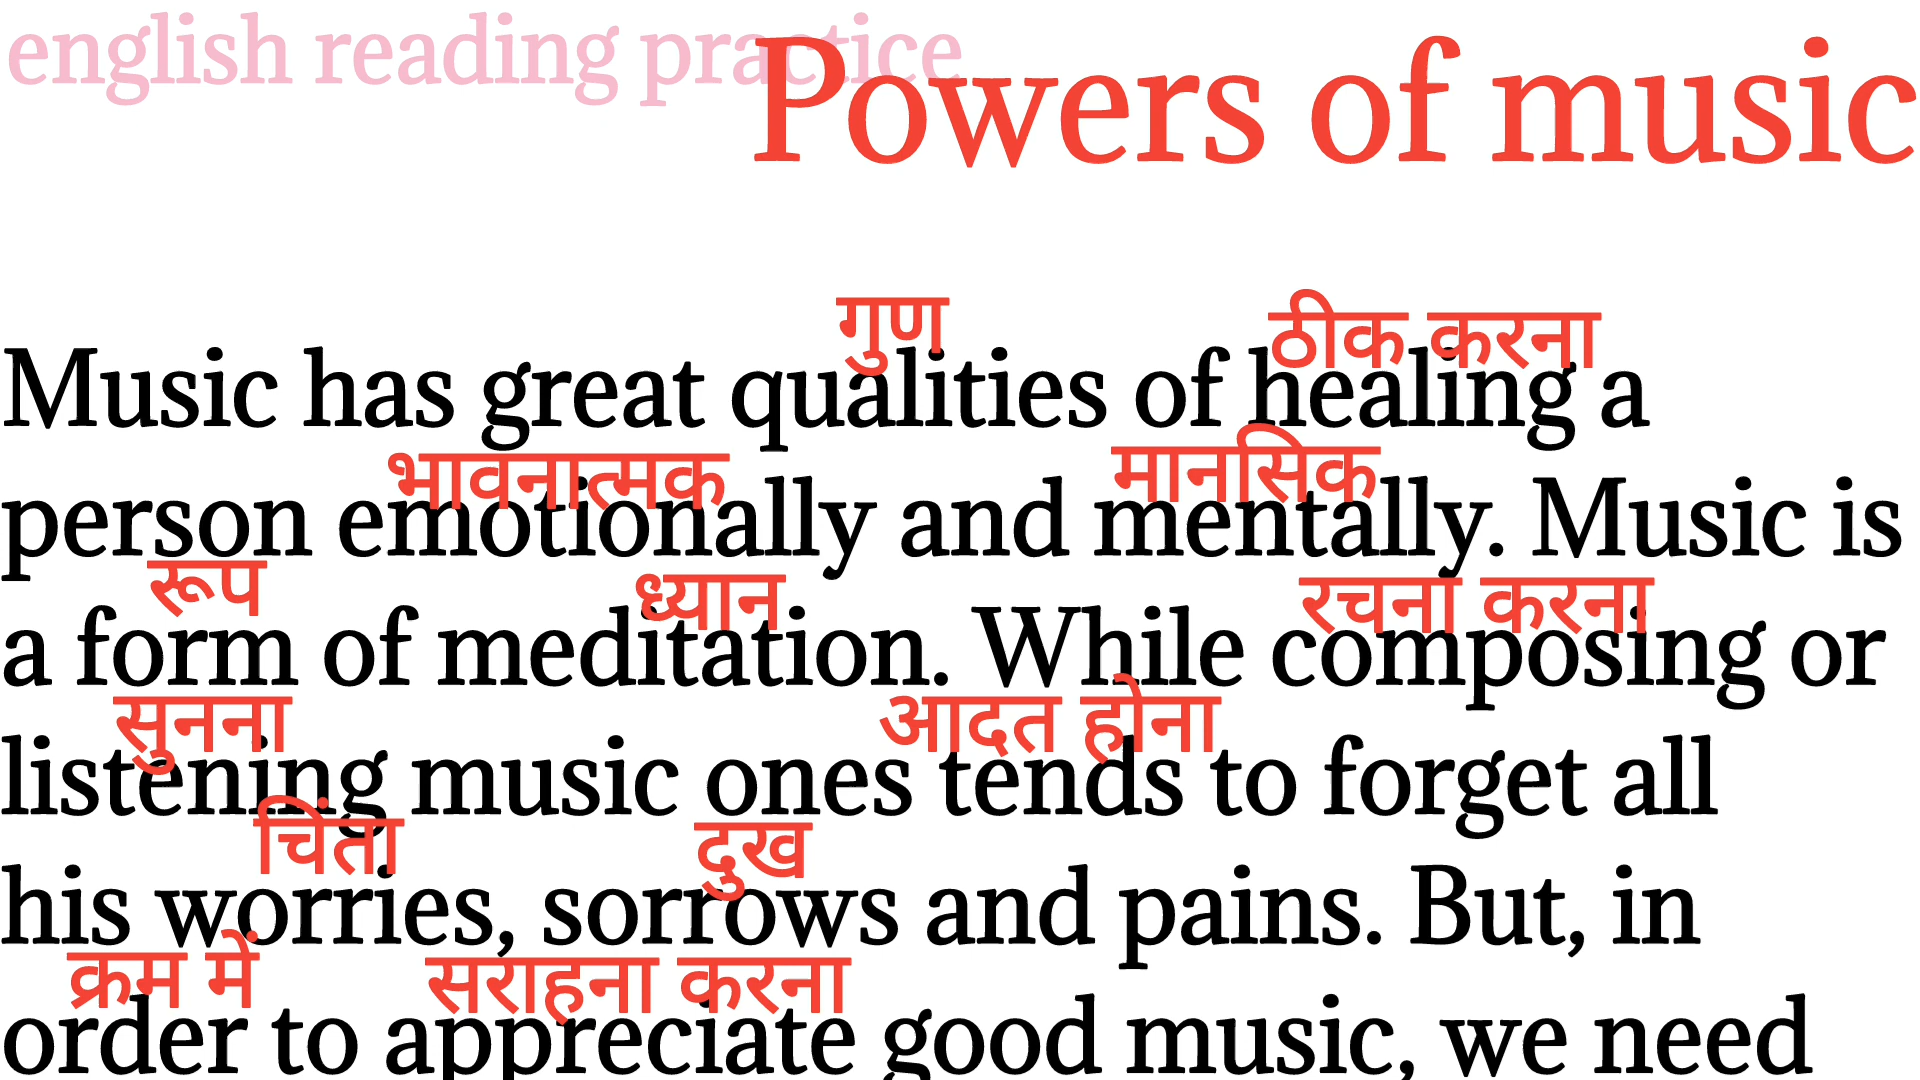 english reading practice
Powers of music
गुण ठीक करना
Music has great qualities of healing a
भावनात्मक मानसिक
person emotionally and mentally. Music is
रूप ध्यान रचना करना
a form of meditation. While composing or
सुनना आदत होना
listening music ones tends to forget all
चिंता दुख
his worries, sorrows and pains. But, in
क्रम में सराहना करना
order to appreciate good music, we need